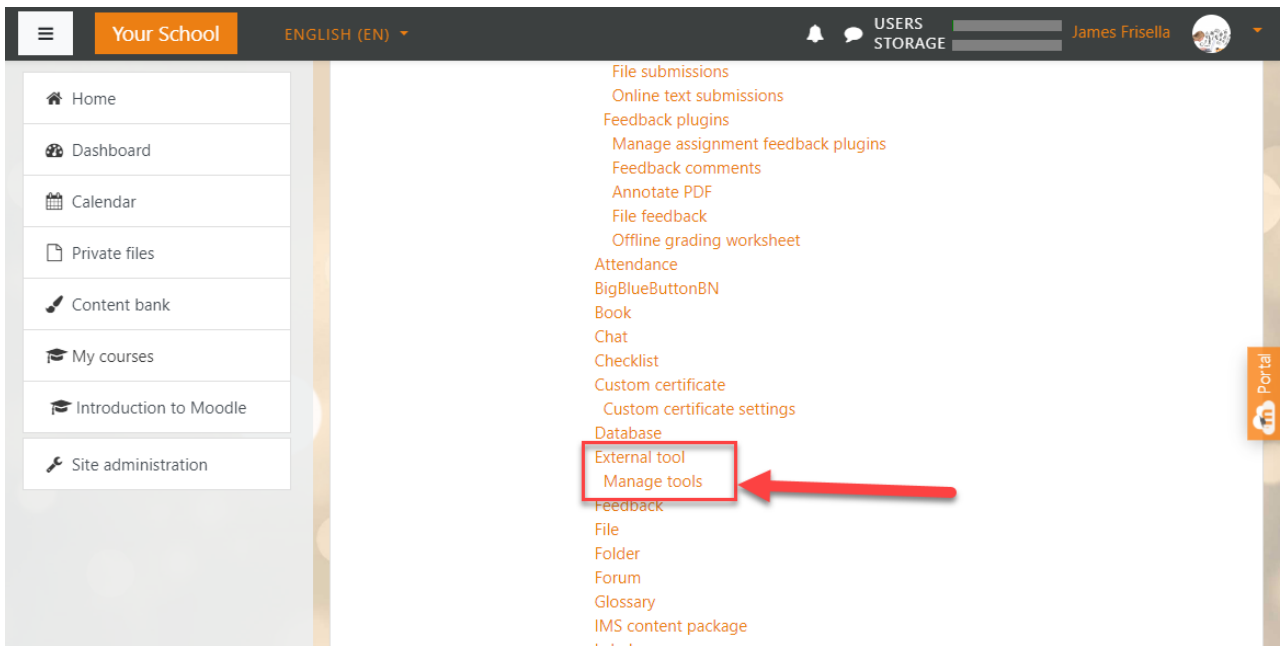 Your School
ENGLISH (EN)
USERS
STORAGE
James Frisella
Home
Dashboard
Calendar
Private files
Content bank
My courses
Introduction to Moodle
Site administration
File submissions
Online text submissions
Feedback plugins
Manage assignment feedback plugins
Feedback comments
Annotate PDF
File feedback
Offline grading worksheet
Attendance
BigBlueButtonBN
Book
Chat
Checklist
Custom certificate
Custom certificate settings
Database
External tool
Manage tools
Feedback
File
Folder
Forum
Glossary
IMS content package
m Portal